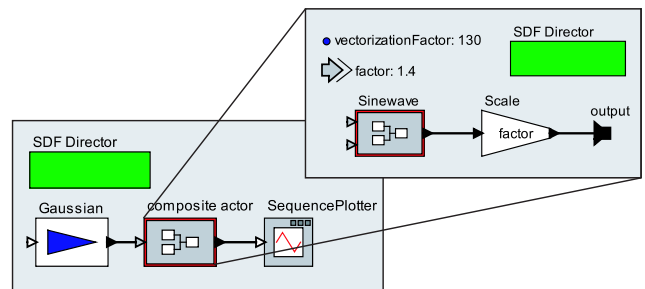 vectorizationFactor: 130
SDF Director
factor: 1.4
Sinewave
Scale
output
factor
SDF Director
Gaussian
composite actor
SequencePlotter